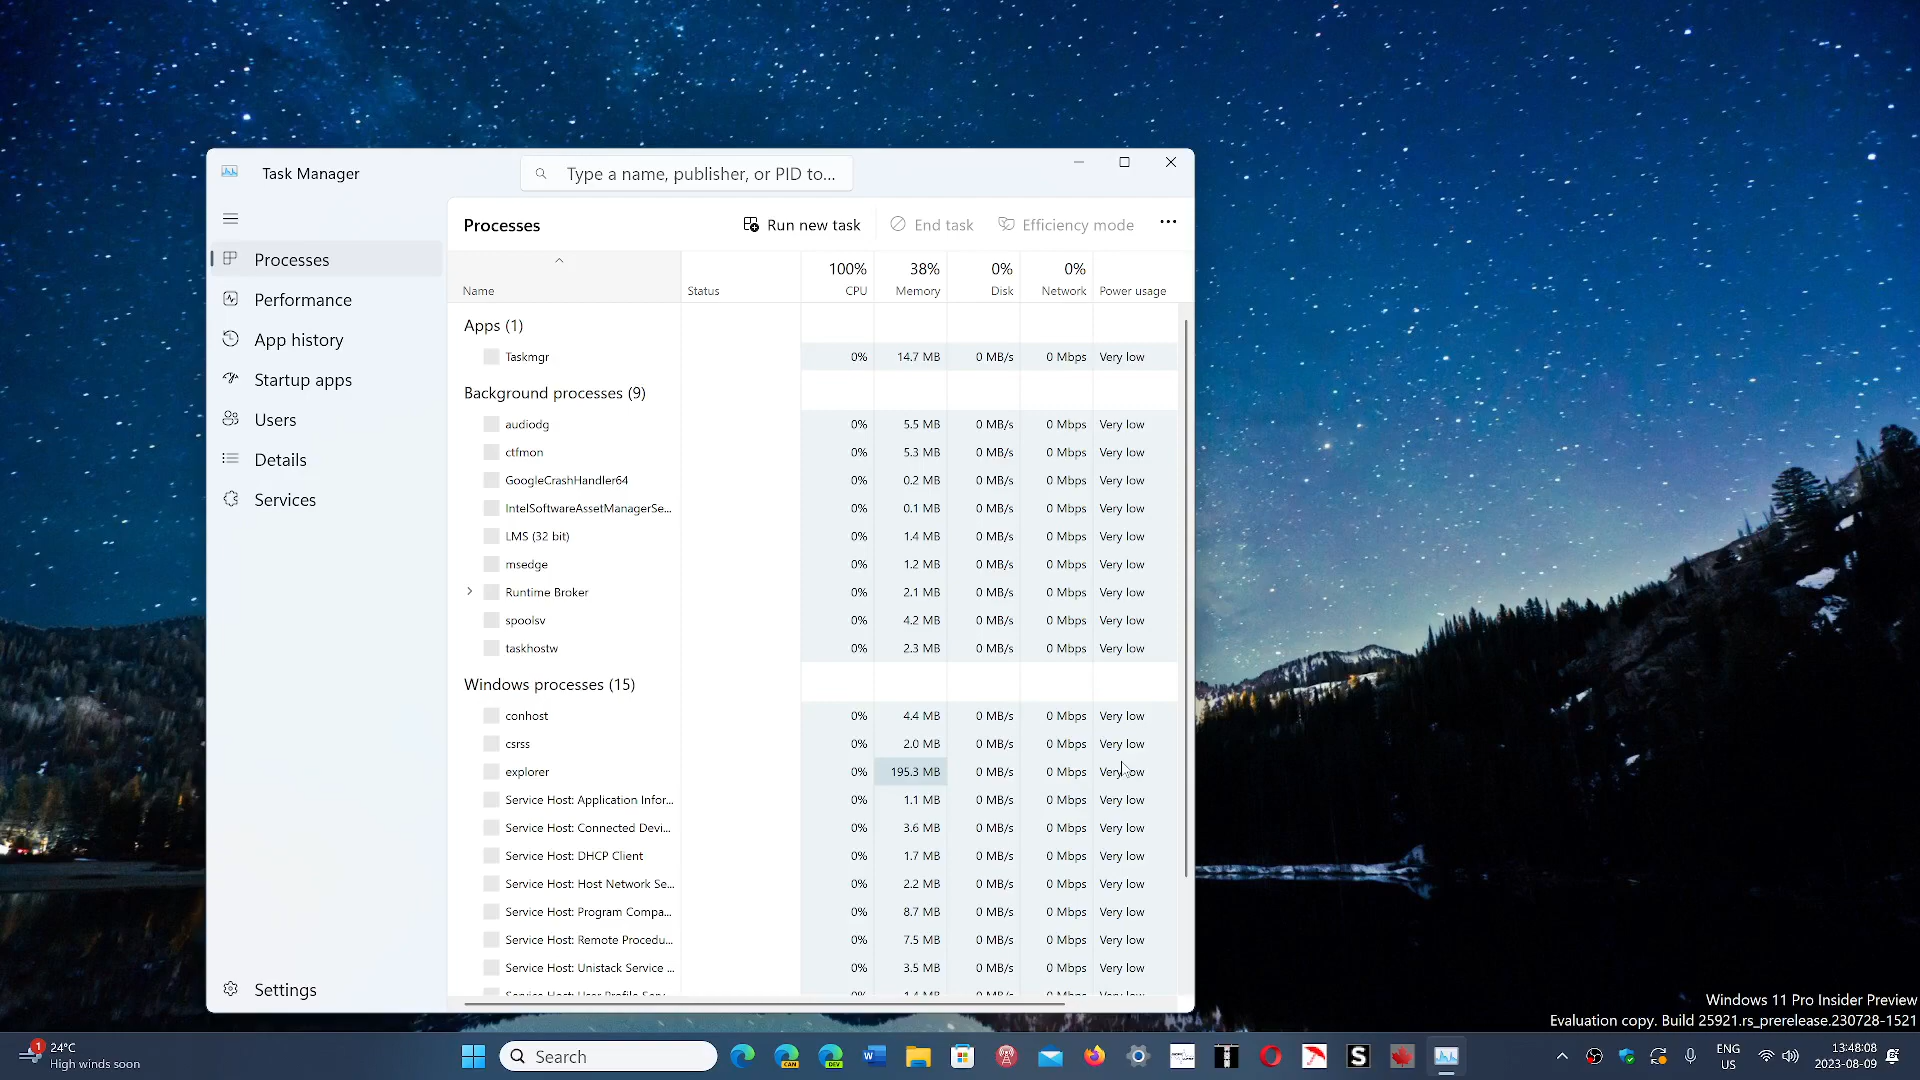 Task Manager
Type a name, publisher, or PID to...
Processes
Run new task
End task
Efficiency mode
Processes
Performance
App history
Startup apps
Users
Details
Services
Settings
100% 38% 0% 0%
Name Status CPU Memory Disk Network Power usage
Apps (1)
Taskmgr 0% 14.7 MB 0 MB/s 0 Mbps Very low
Background processes (9)
audiodg 0% 5.5 MB 0 MB/s 0 Mbps Very low
ctfmon 0% 5.3 MB 0 MB/s 0 Mbps Very low
GoogleCrashHandler64 0% 0.2 MB 0 MB/s 0 Mbps Very low
IntelSoftwareAssetManagerSe... 0% 0.1 MB 0 MB/s 0 Mbps Very low
LMS (32 bit) 0% 1.4 MB 0 MB/s 0 Mbps Very low
msedge 0% 1.2 MB 0 MB/s 0 Mbps Very low
Runtime Broker 0% 2.1 MB 0 MB/s 0 Mbps Very low
spoolsv 0% 4.2 MB 0 MB/s 0 Mbps Very low
taskhostw 0% 2.3 MB 0 MB/s 0 Mbps Very low
Windows processes (15)
conhost 0% 4.4 MB 0 MB/s 0 Mbps Very low
csrss 0% 2.0 MB 0 MB/s 0 Mbps Very low
explorer 0% 195.3 MB 0 MB/s 0 Mbps Very low
Service Host: Application Infor... 0% 1.1 MB 0 MB/s 0 Mbps Very low
Service Host: Connected Devi... 0% 3.6 MB 0 MB/s 0 Mbps Very low
Service Host: DHCP Client 0% 1.7 MB 0 MB/s 0 Mbps Very low
Service Host: Host Network Se... 0% 2.2 MB 0 MB/s 0 Mbps Very low
Service Host: Program Compa... 0% 8.7 MB 0 MB/s 0 Mbps Very low
Service Host: Remote Procedu... 0% 7.5 MB 0 MB/s 0 Mbps Very low
Service Host: Unistack Service ... 0% 3.5 MB 0 MB/s 0 Mbps Very low
Windows 11 Pro Insider Preview
Evaluation copy. Build 25921.rs_prerelease.230728-1521
1
24°C
High winds soon
Search
CAN
DEV
W
S
ENG
US
13:48:08
2023-08-09